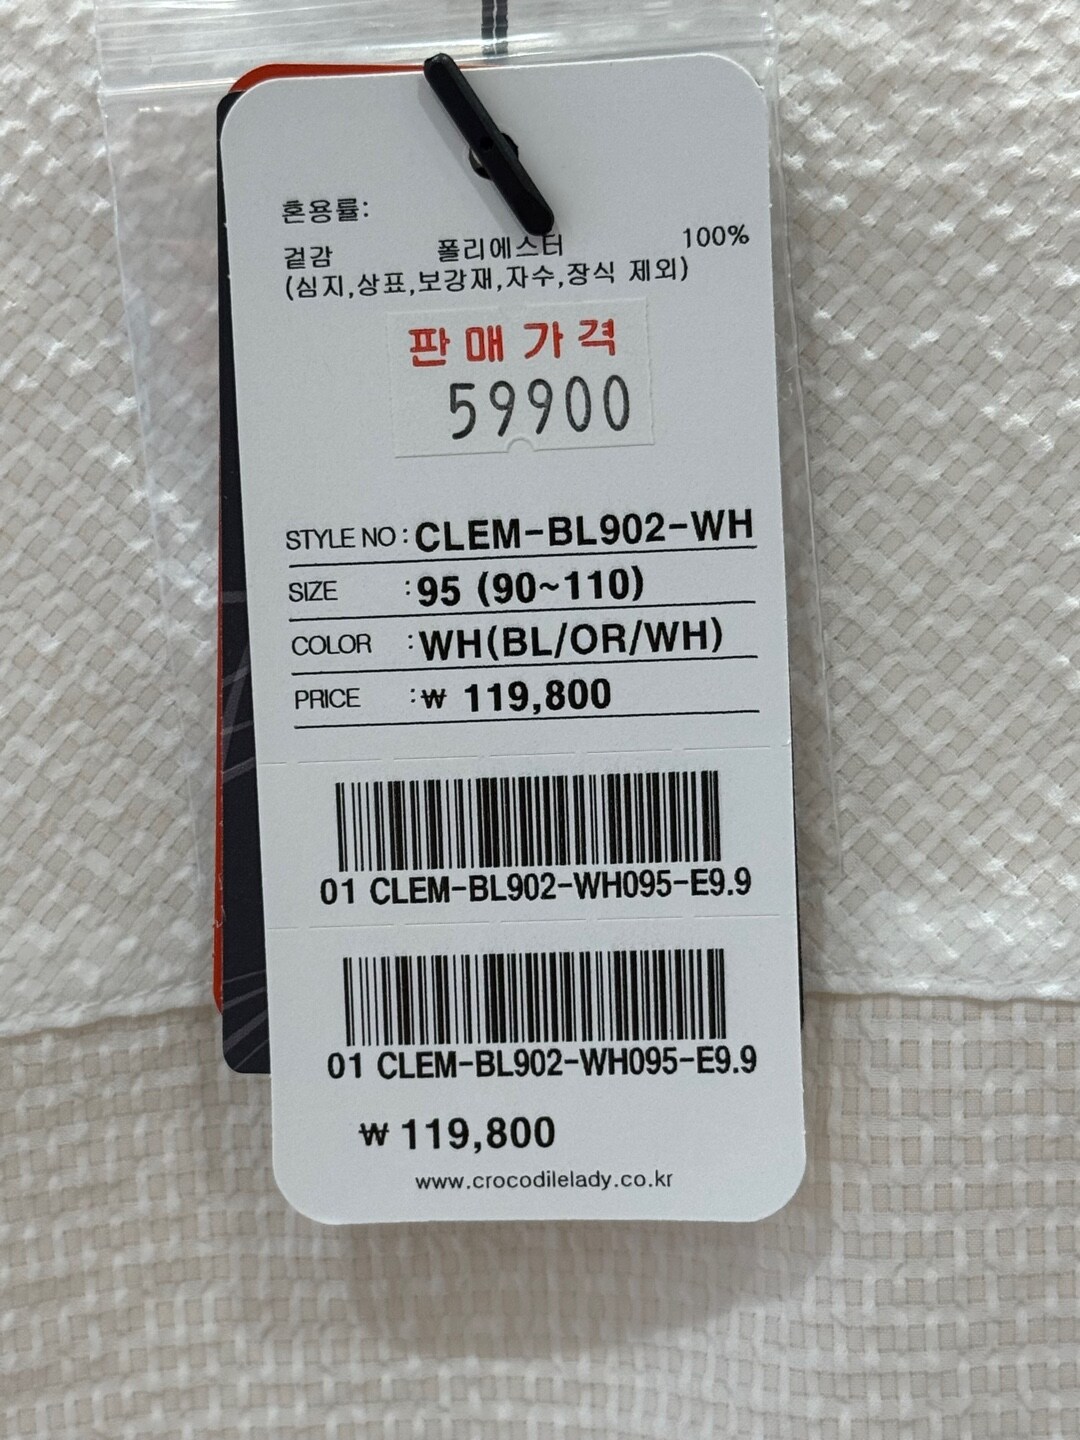 혼용률:
겉감 폴리에스터 100%
(심지,상표,보강재,자수,장식 제외)
판매가격
59900
STYLE NO : CLEM-BL902-WH
SIZE : 95 (90~110)
COLOR : WH(BL/OR/WH)
PRICE : ₩ 119,800
01 CLEM-BL902-WH095-E9.9
01 CLEM-BL902-WH095-E9.9
₩ 119,800
www.crocodilelady.co.kr